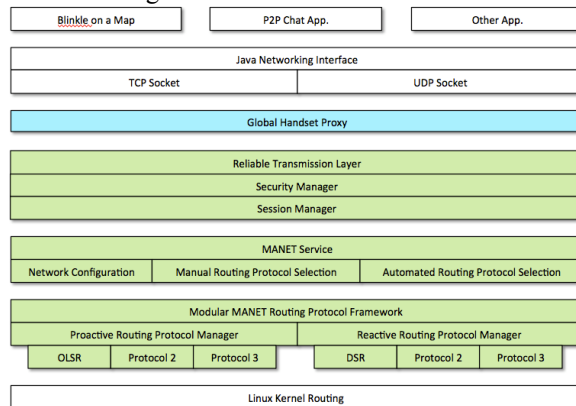 Blinkle on a Map P2P Chat App. Other App.
Java Networking Interface
TCP Socket UDP Socket
Global Handset Proxy
Reliable Transmission Layer
Security Manager
Session Manager
MANET Service
Network Configuration Manual Routing Protocol Selection Automated Routing Protocol Selection
Modular MANET Routing Protocol Framework
Proactive Routing Protocol Manager Reactive Routing Protocol Manager
OLSR Protocol 2 Protocol 3 DSR Protocol 2 Protocol 3
Linux Kernel Routing